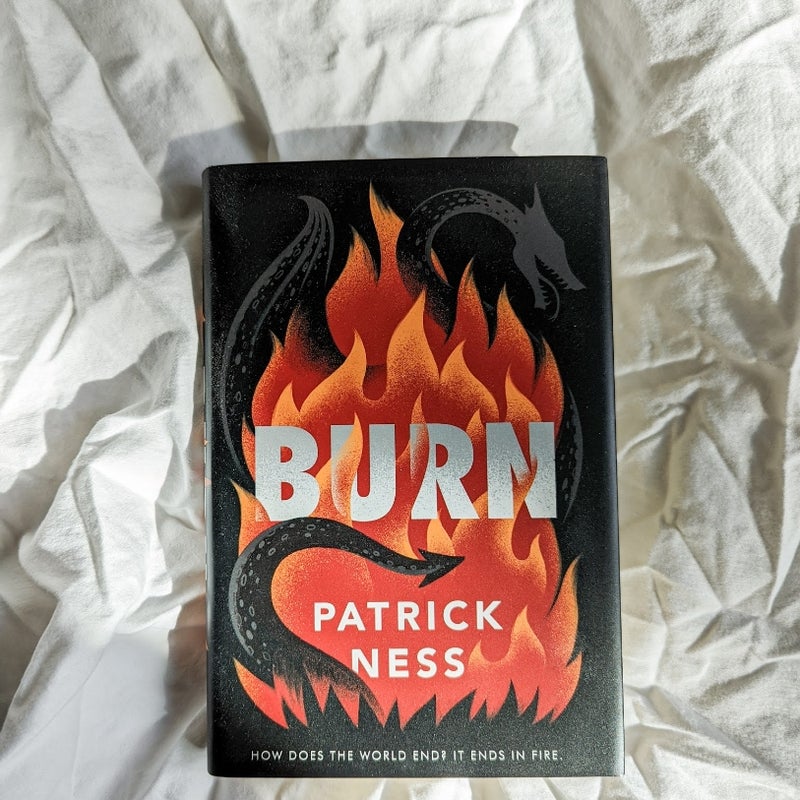 BURN
PATRICK
NESS
HOW DOES THE WORLD END? IT ENDS IN FIRE.